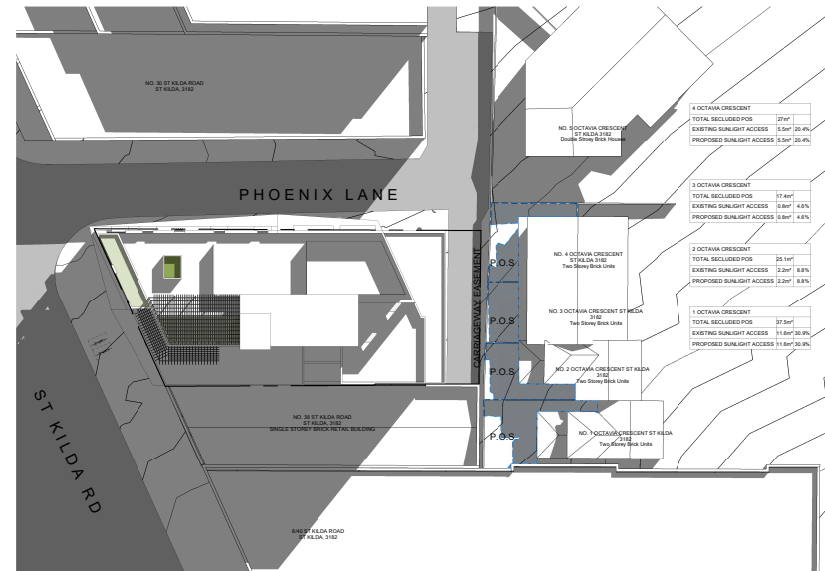 NO. 30 ST KILDA ROAD
ST KILDA, 3182
4 OCTAVIA CRESCENT
TOTAL SECLUDED POS 27m²
EXISTING SUNLIGHT ACCESS 5.5m² 20.4%
PROPOSED SUNLIGHT ACCESS 5.5m² 20.4%
NO. 5 OCTAVIA CRESCENT
ST KILDA 3182
Double Storey Brick House
3 OCTAVIA CRESCENT
TOTAL SECLUDED POS 17.4m²
EXISTING SUNLIGHT ACCESS 0.8m² 4.6%
PROPOSED SUNLIGHT ACCESS 0.8m² 4.6%
PHOENIX LANE
2 OCTAVIA CRESCENT
TOTAL SECLUDED POS 25.1m²
EXISTING SUNLIGHT ACCESS 2.2m² 8.8%
PROPOSED SUNLIGHT ACCESS 2.2m² 8.8%
CARRIAGEWAY EASEMENT
P.O.S
NO. 4 OCTAVIA CRESCENT
ST KILDA 3182
Two Storey Brick Units
1 OCTAVIA CRESCENT
TOTAL SECLUDED POS 37.5m²
EXISTING SUNLIGHT ACCESS 11.6m² 30.9%
PROPOSED SUNLIGHT ACCESS 11.6m² 30.9%
P.O.S
NO. 3 OCTAVIA CRESCENT ST KILDA
3182
Two Storey Brick Units
P.O.S
NO. 2 OCTAVIA CRESCENT ST KILDA
3182
Two Storey Brick Units
ST KILDA RD
NO. 38 ST KILDA ROAD
ST KILDA, 3182
SINGLE STOREY BRICK RETAIL BUILDING
P.O.S
NO. 1 OCTAVIA CRESCENT ST KILDA
3182
Two Storey Brick Units
8/40 ST KILDA ROAD
ST KILDA, 3182